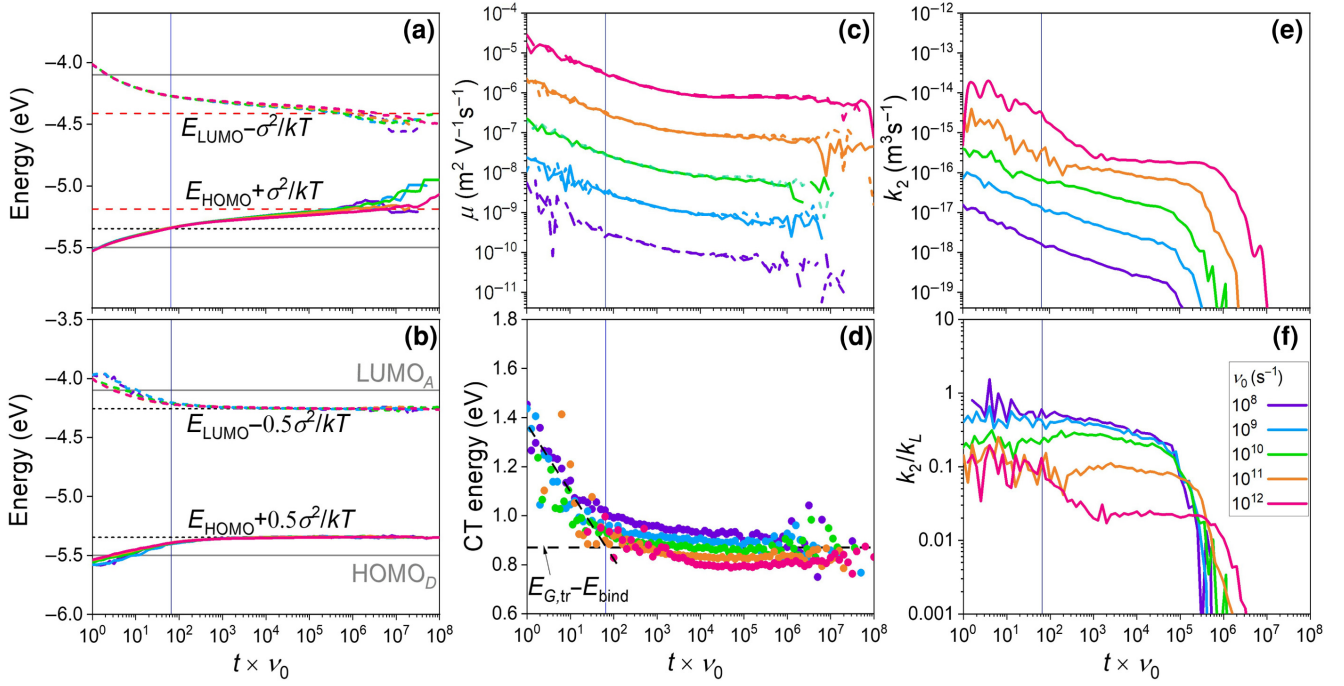 (a)
Energy (eV)
−4.0
−4.5
−5.0
−5.5
E_LUMO−σ²/kT
E_HOMO+σ²/kT
(c)
μ (m² V⁻¹s⁻¹)
10⁻⁴
10⁻⁵
10⁻⁶
10⁻⁷
10⁻⁸
10⁻⁹
10⁻¹⁰
10⁻¹¹
(e)
k₂ (m³s⁻¹)
10⁻¹²
10⁻¹³
10⁻¹⁴
10⁻¹⁵
10⁻¹⁶
10⁻¹⁷
10⁻¹⁸
10⁻¹⁹
(b)
Energy (eV)
−3.5
−4.0
−4.5
−5.0
−5.5
−6.0
LUMO_A
E_LUMO−0.5σ²/kT
E_HOMO+0.5σ²/kT
HOMO_D
10⁰ 10¹ 10² 10³ 10⁴ 10⁵ 10⁶ 10⁷
t × ν₀
(d)
CT energy (eV)
1.8
1.6
1.4
1.2
1.0
0.8
0.6
E_G,tr−E_bind
10⁰ 10¹ 10² 10³ 10⁴ 10⁵ 10⁶ 10⁷ 10⁸
t × ν₀
(f)
k₂/k_L
10
1
0.1
0.01
0.001
ν₀ (s⁻¹)
10⁸
10⁹
10¹⁰
10¹¹
10¹²
10⁰ 10¹ 10² 10³ 10⁴ 10⁵ 10⁶ 10⁷ 10⁸
t × ν₀